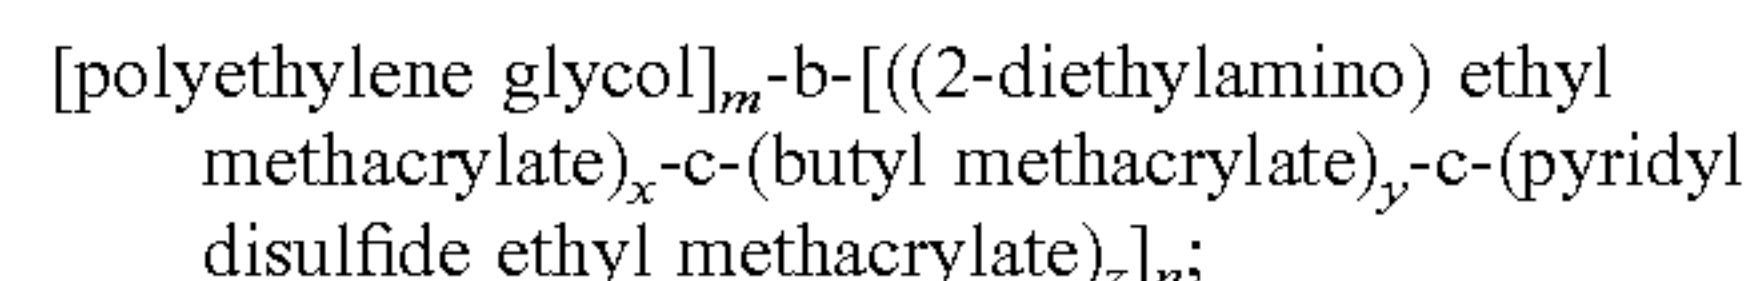 [polyethylene glycol]m-b-[((2-diethylamino) ethyl
methacrylate)x-c-(butyl methacrylate)y-c-(pyridyl
disulfide ethyl methacrylate)z]n;